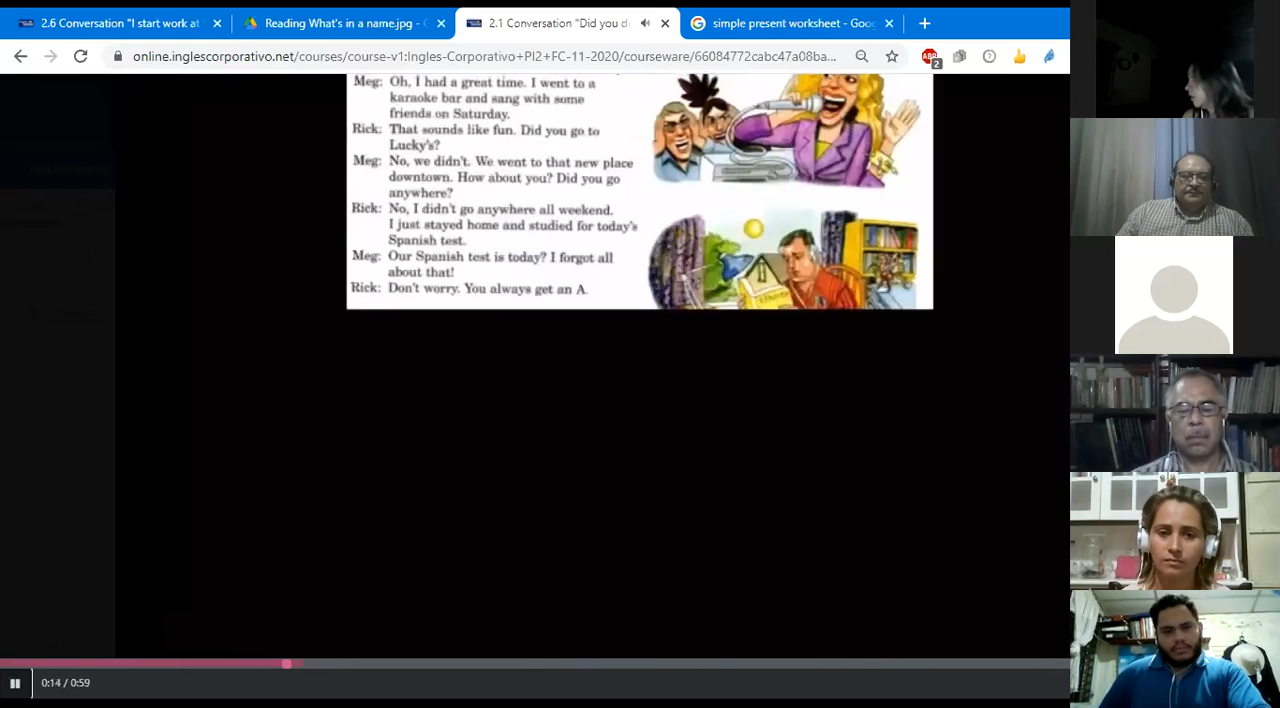 2.6 Conversation "I start work at
Reading What's in a name.jpg - G
2.1 Conversation "Did you d
simple present worksheet - Goog
online.inglescorporativo.net/courses/course-v1:Ingles-Corporativo+PI2+FC-11-2020/courseware/66084772cabc47a08ba...
ABP
2
Meg: Oh, I had a great time. I went to a
karaoke bar and sang with some
friends on Saturday.
Rick: That sounds like fun. Did you go to
Lucky's?
Meg: No, we didn't. We went to that new place
downtown. How about you? Did you go
anywhere?
Rick: No, I didn't go anywhere all weekend.
I just stayed home and studied for today's
Spanish test.
Meg: Our Spanish test is today? I forgot all
about that!
Rick: Don't worry. You always get an A.
0:14 / 0:59